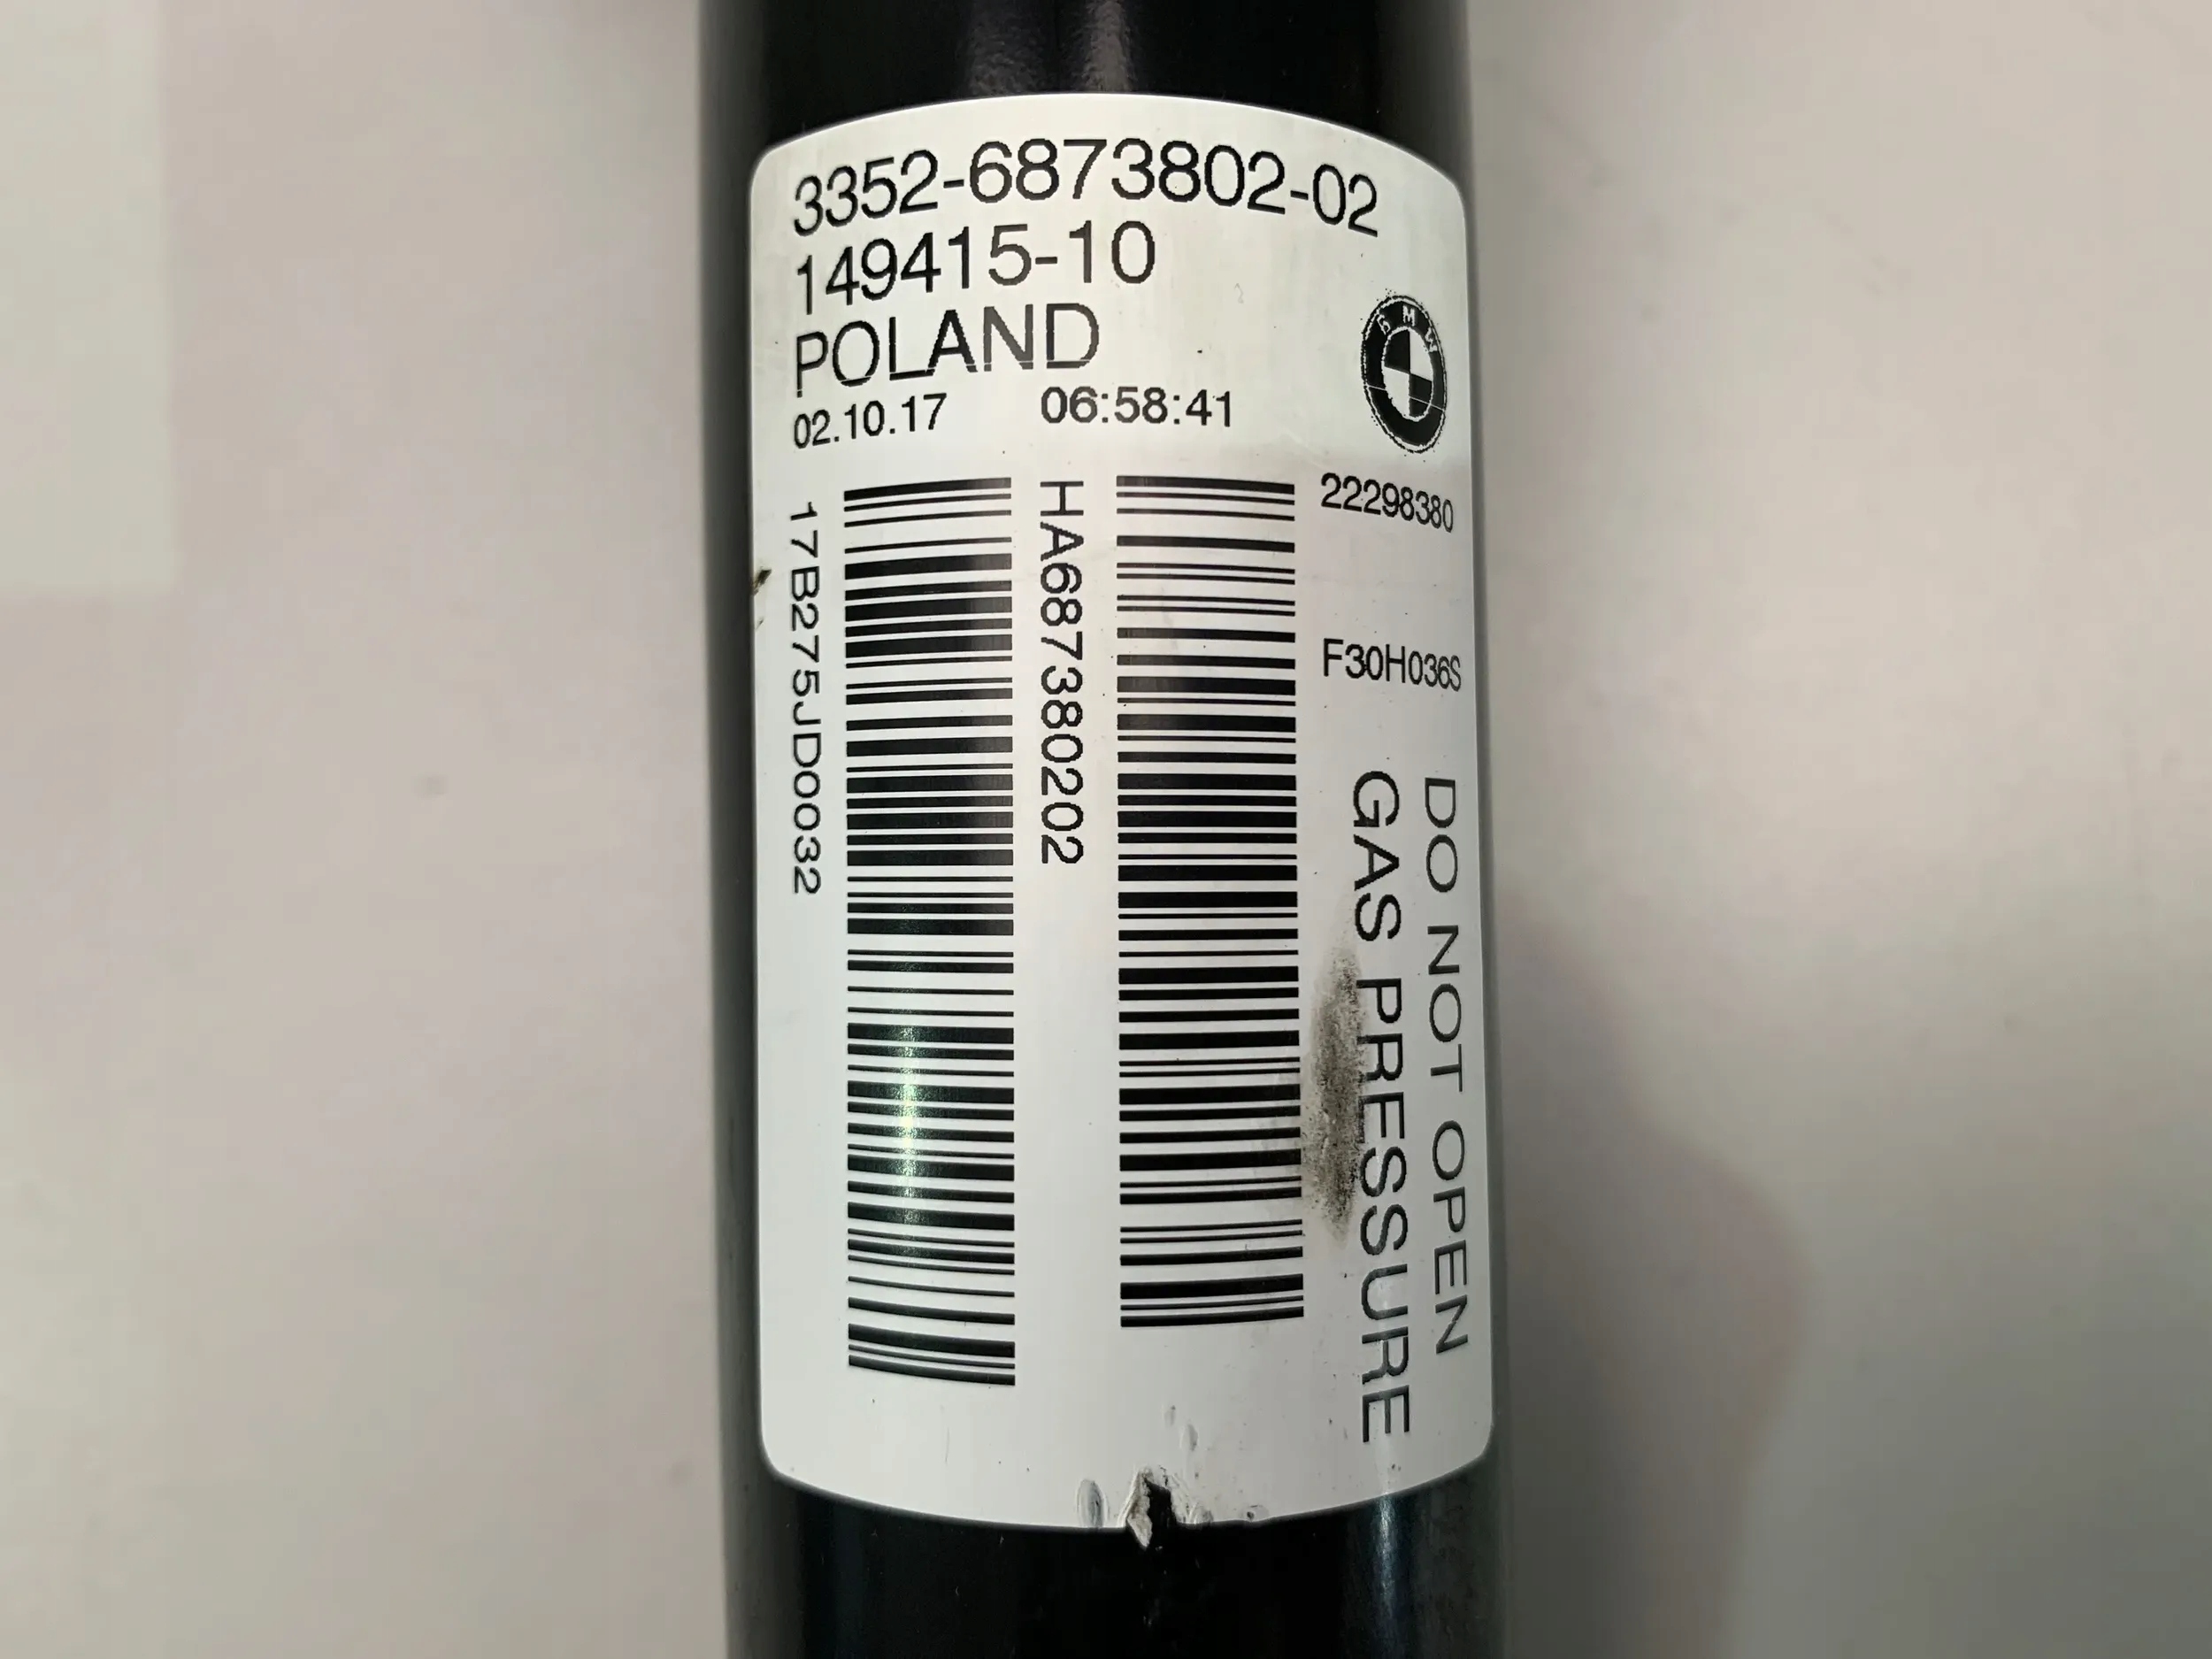 3352-6873802-02
149415-10
POLAND
02.10.17 06:58:41
BMW
22298380
F30H036S
17B275JD0032
HA687380202
GAS PRESSURE
DO NOT OPEN